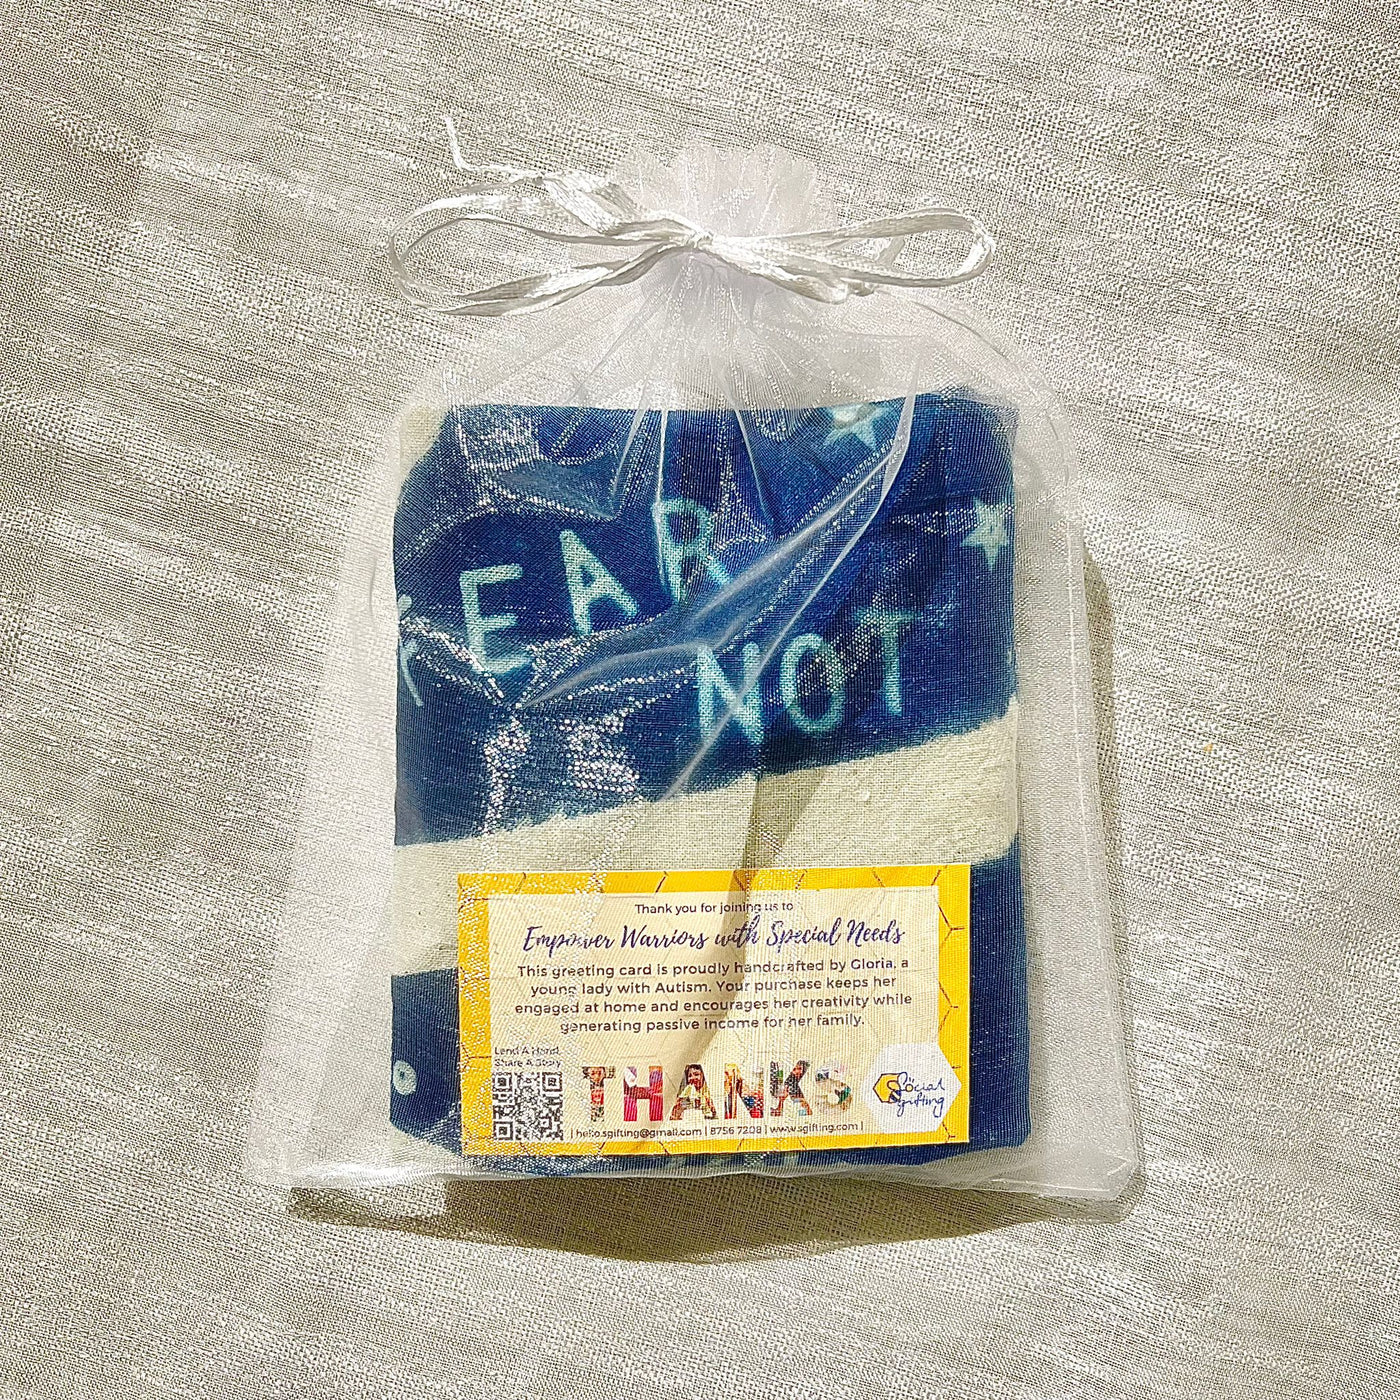 FEAR
NOT
Thank you for joining us to
Empower Warriors with Special Needs
This greeting card is proudly handcrafted by Gloria, a
young lady with Autism. Your purchase keeps her
engaged at home and encourages her creativity while
generating passive income for her family.
Lend A Hand,
Share A Story
THANKS
Söcial
gifting
| hello.sgifting@gmail.com | 8756 7208 | www.sgifting.com |